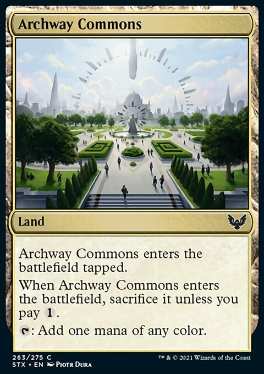 Archway Commons
Land
Archway Commons enters the
battlefield tapped.
When Archway Commons enters
the battlefield, sacrifice it unless you
pay 1.
: Add one mana of any color.
263/275 C
STX • EN Piotr Dura
™ & © 2021 Wizards of the Coast